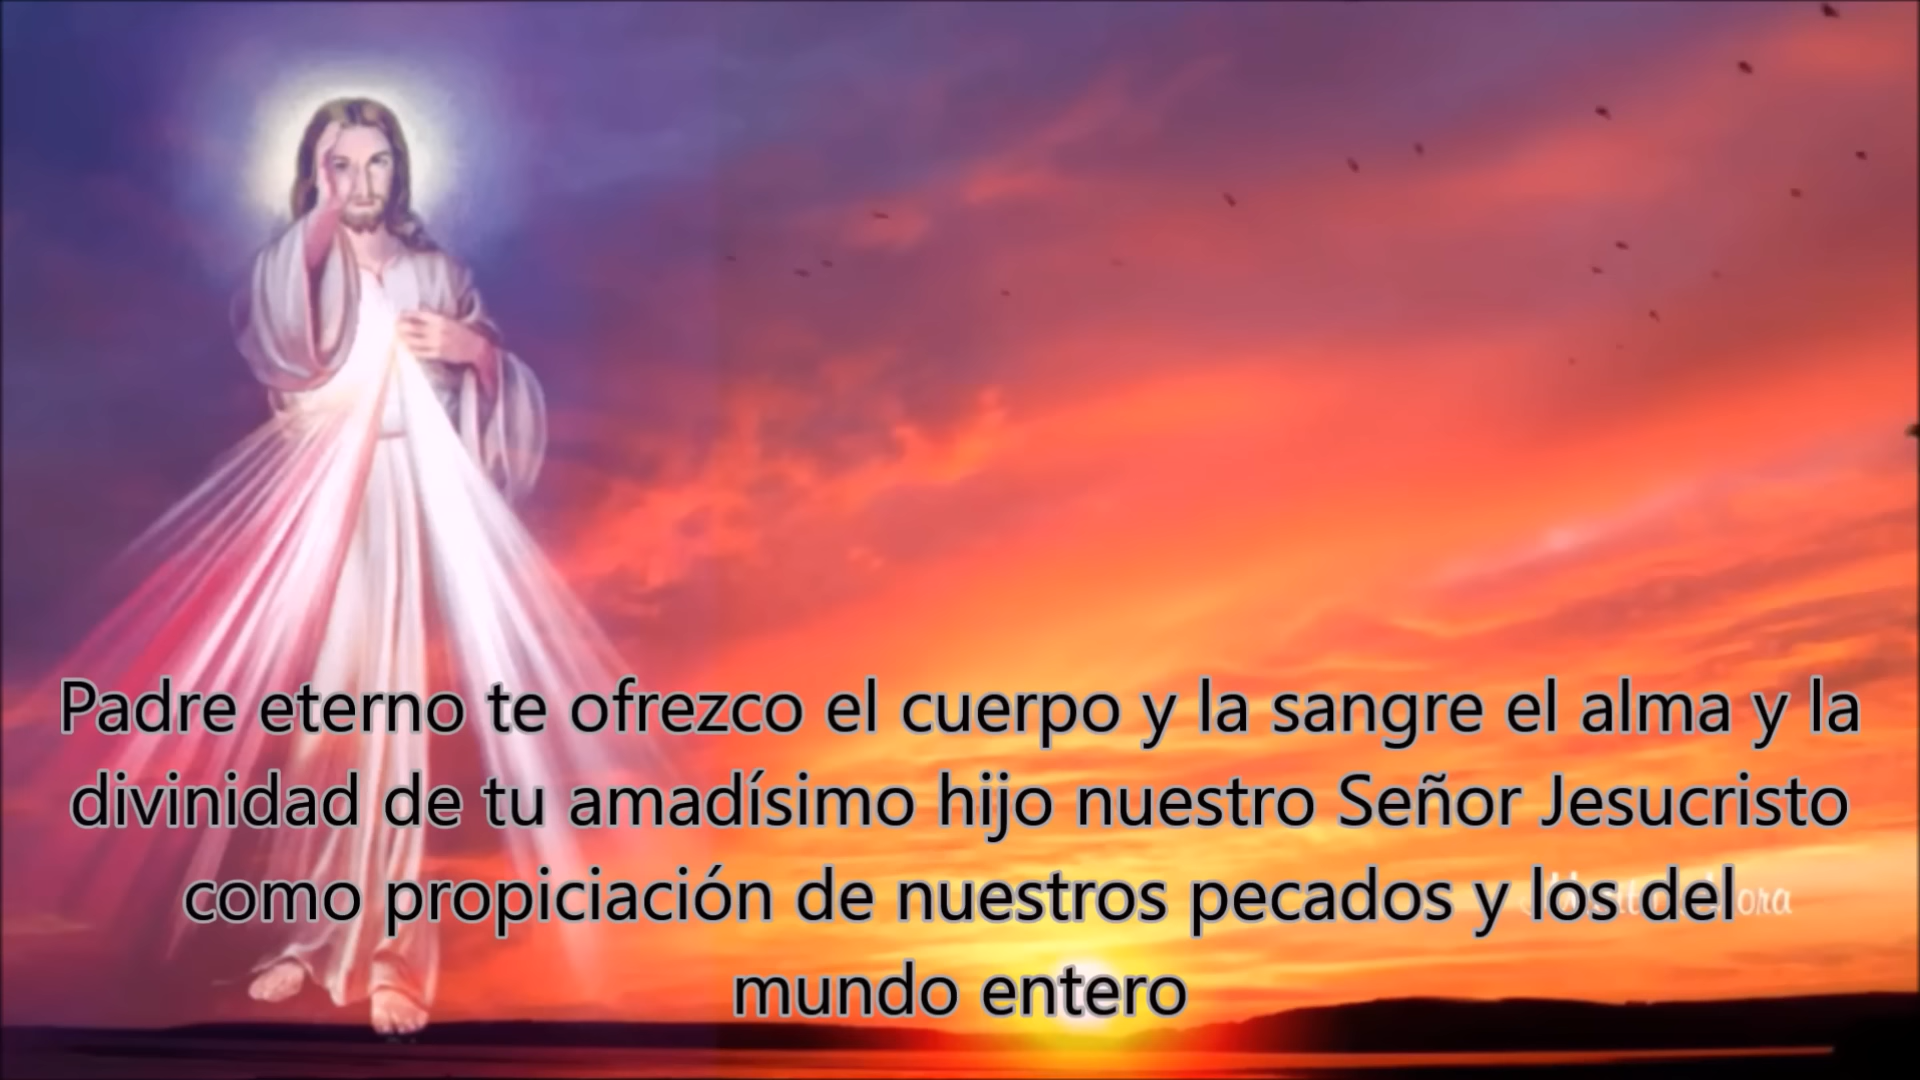 Padre eterno te ofrezco el cuerpo y la sangre el alma y la
divinidad de tu amadísimo hijo nuestro Señor Jesucristo
como propiciación de nuestros pecados y los del
mundo entero